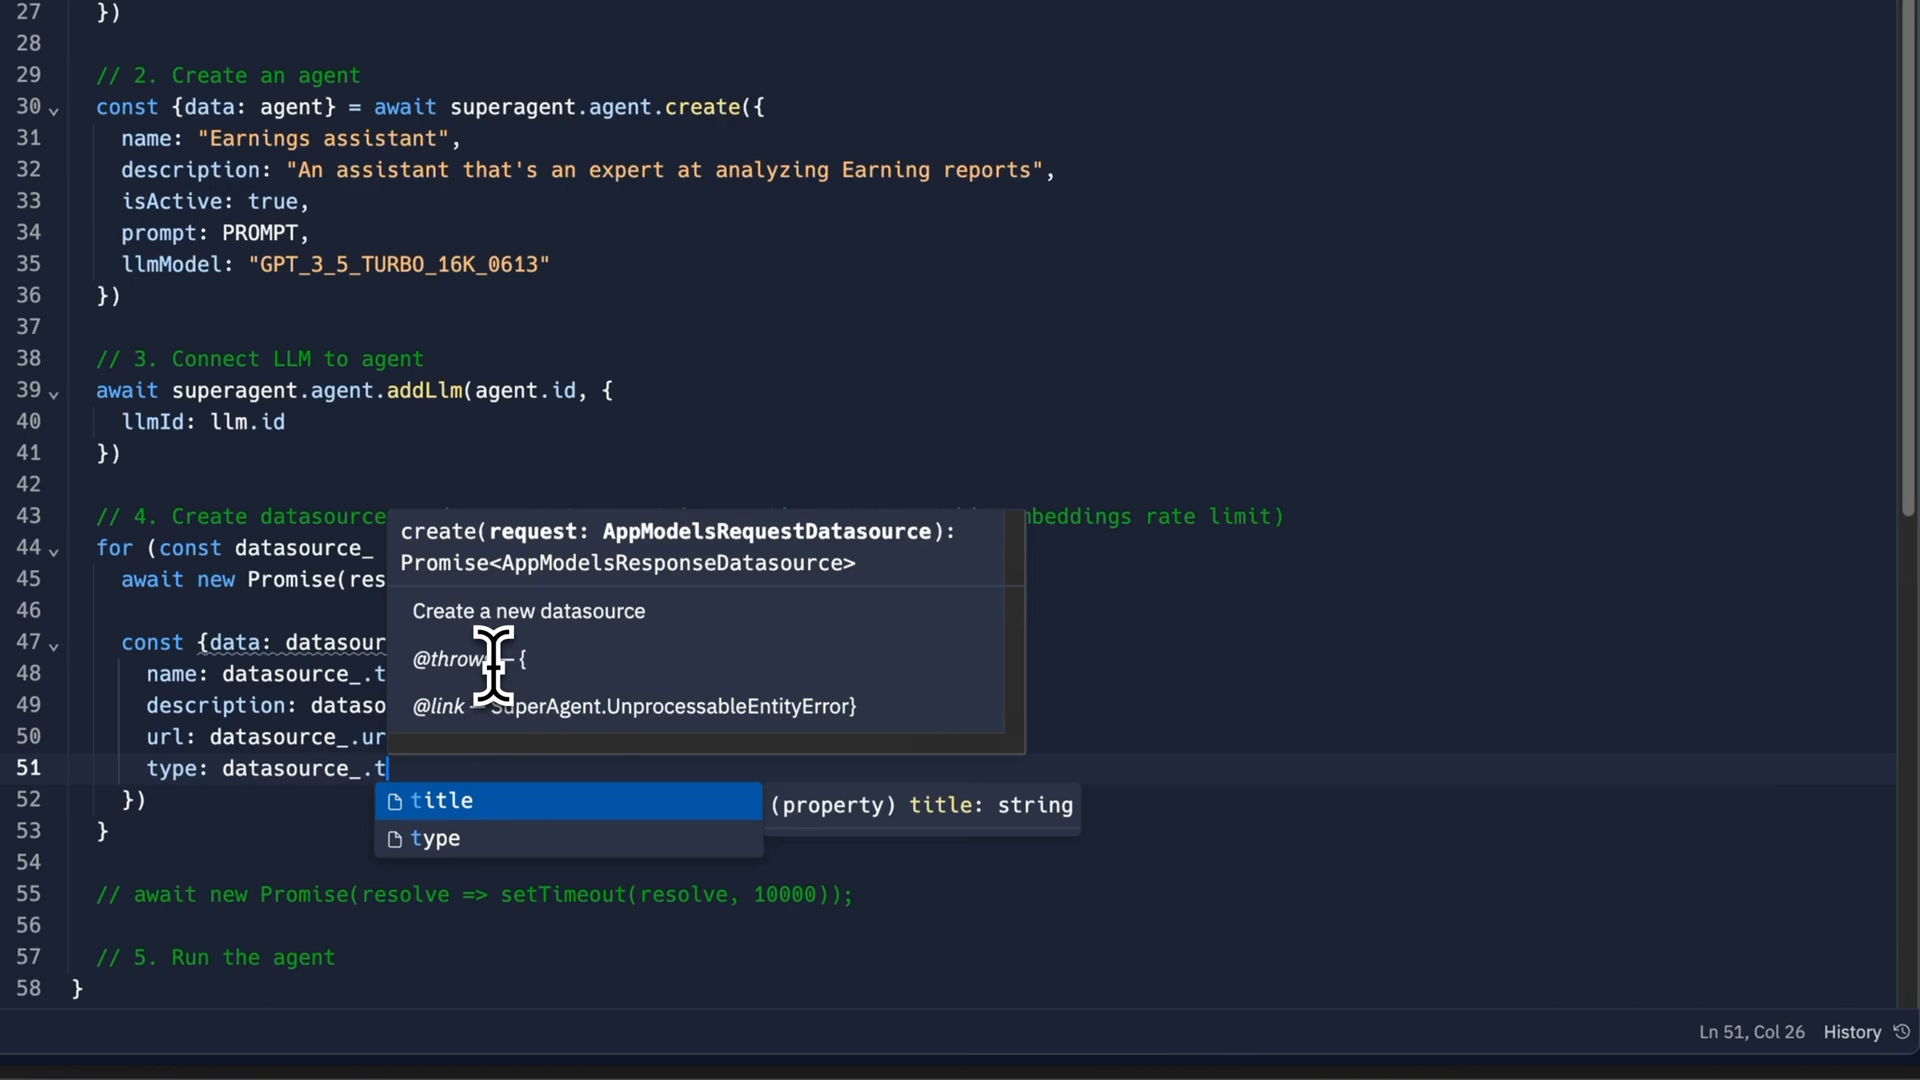 27 })
28
29 // 2. Create an agent
30 const {data: agent} = await superagent.agent.create({
31 name: "Earnings assistant",
32 description: "An assistant that's an expert at analyzing Earning reports",
33 isActive: true,
34 prompt: PROMPT,
35 llmModel: "GPT_3_5_TURBO_16K_0613"
36 })
37
38 // 3. Connect LLM to agent
39 await superagent.agent.addLlm(agent.id, {
40 llmId: llm.id
41 })
42
43 // 4. Create datasource mbeddings rate limit)
create(request: AppModelsRequestDatasource):
44 for (const datasource_
Promise<AppModelsResponseDatasource>
45 await new Promise(res
46
Create a new datasource
47 const {data: datasour
@throw – {
48 name: datasource_.t
49 description: dataso
@link – SuperAgent.UnprocessableEntityError}
50 url: datasource_.ur
51 type: datasource_.t
52 })
title (property) title: string
53 }
type
54
55 // await new Promise(resolve => setTimeout(resolve, 10000));
56
57 // 5. Run the agent
58 }
Ln 51, Col 26 History